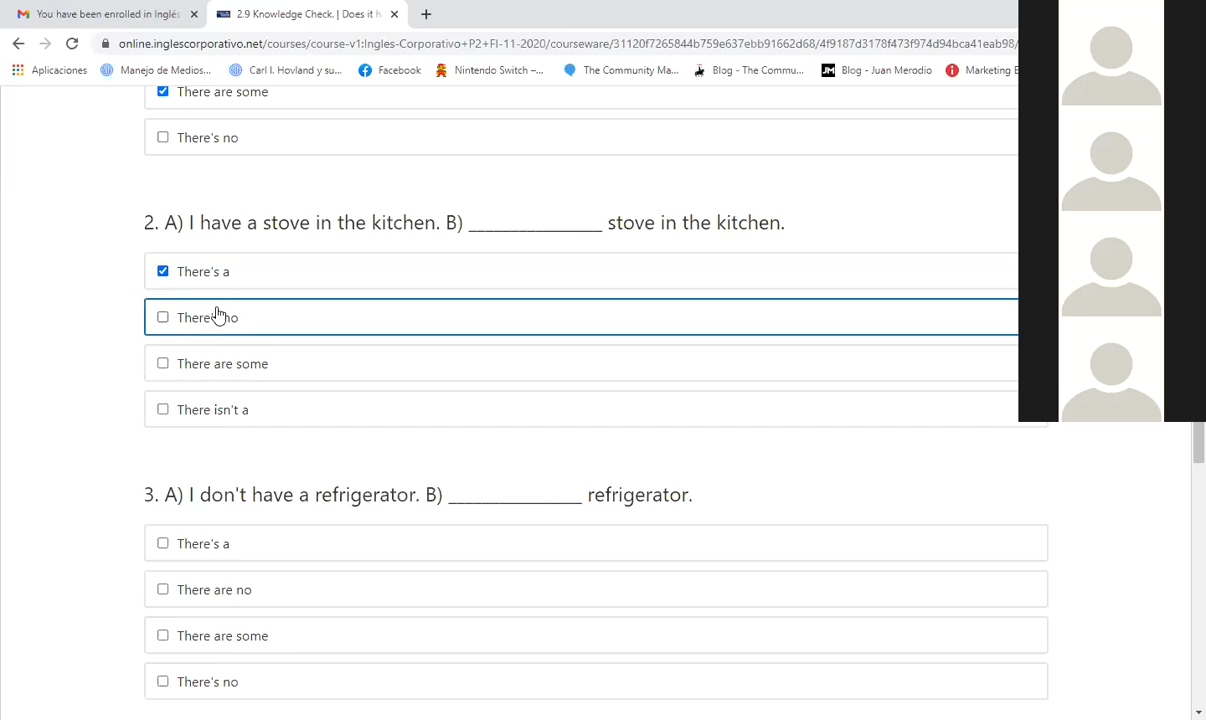 You have been enrolled in Inglés
2.9 Knowledge Check. | Does it h
online.inglescorporativo.net/courses/course-v1:Ingles-Corporativo+P2+FI-11-2020/courseware/31120f7265844b759e637ebb91662d68/4f9187d3178f473f974d94bca41eab98/
Aplicaciones
Manejo de Medios...
Carl I. Hovland y su...
Facebook
Nintendo Switch –...
The Community Ma...
Blog - The Commu...
JM
Blog - Juan Merodio
Marketing E
There are some
There's no
2. A) I have a stove in the kitchen. B) _______________ stove in the kitchen.
There's a
There's no
There are some
There isn't a
3. A) I don't have a refrigerator. B) _______________ refrigerator.
There's a
There are no
There are some
There's no